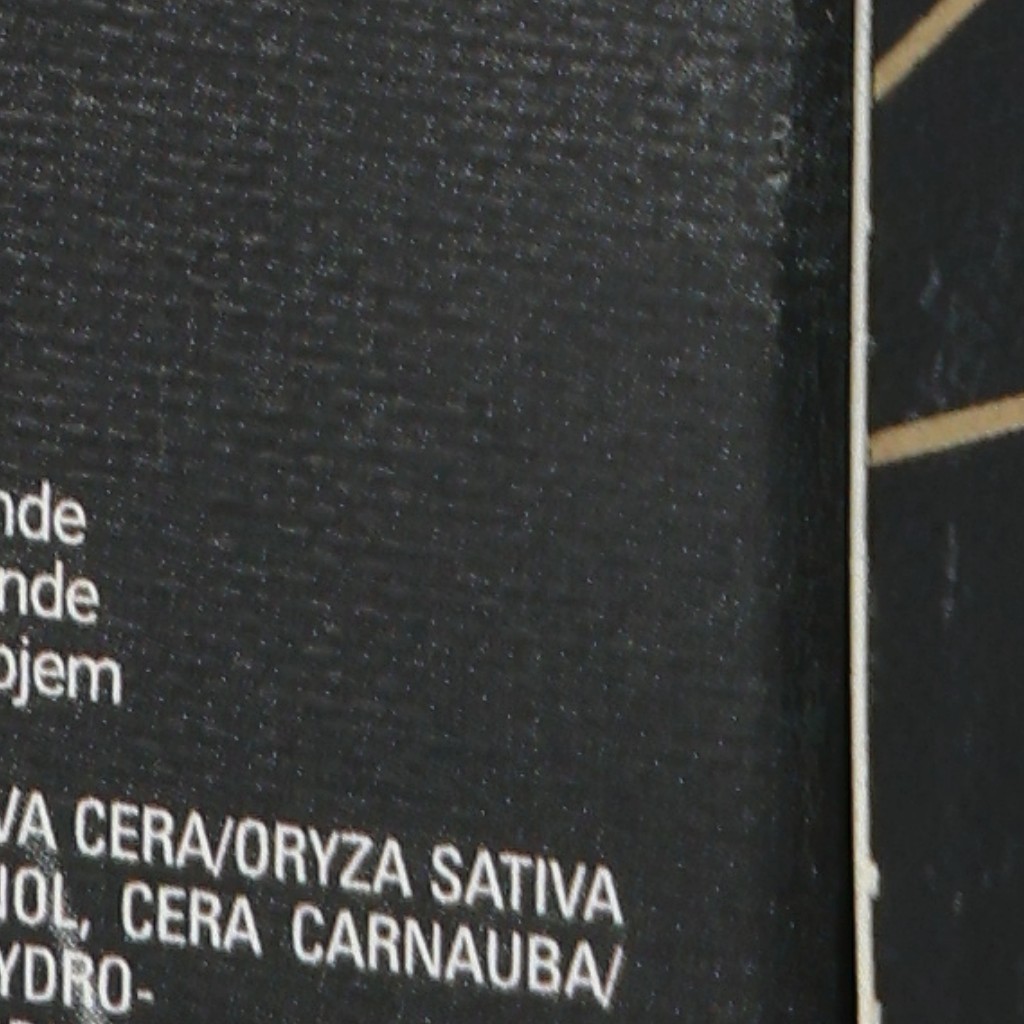 nde
nde
ojem
VA CERA/ORYZA SATIVA
NOL, CERA CARNAUBA/
YDRO-